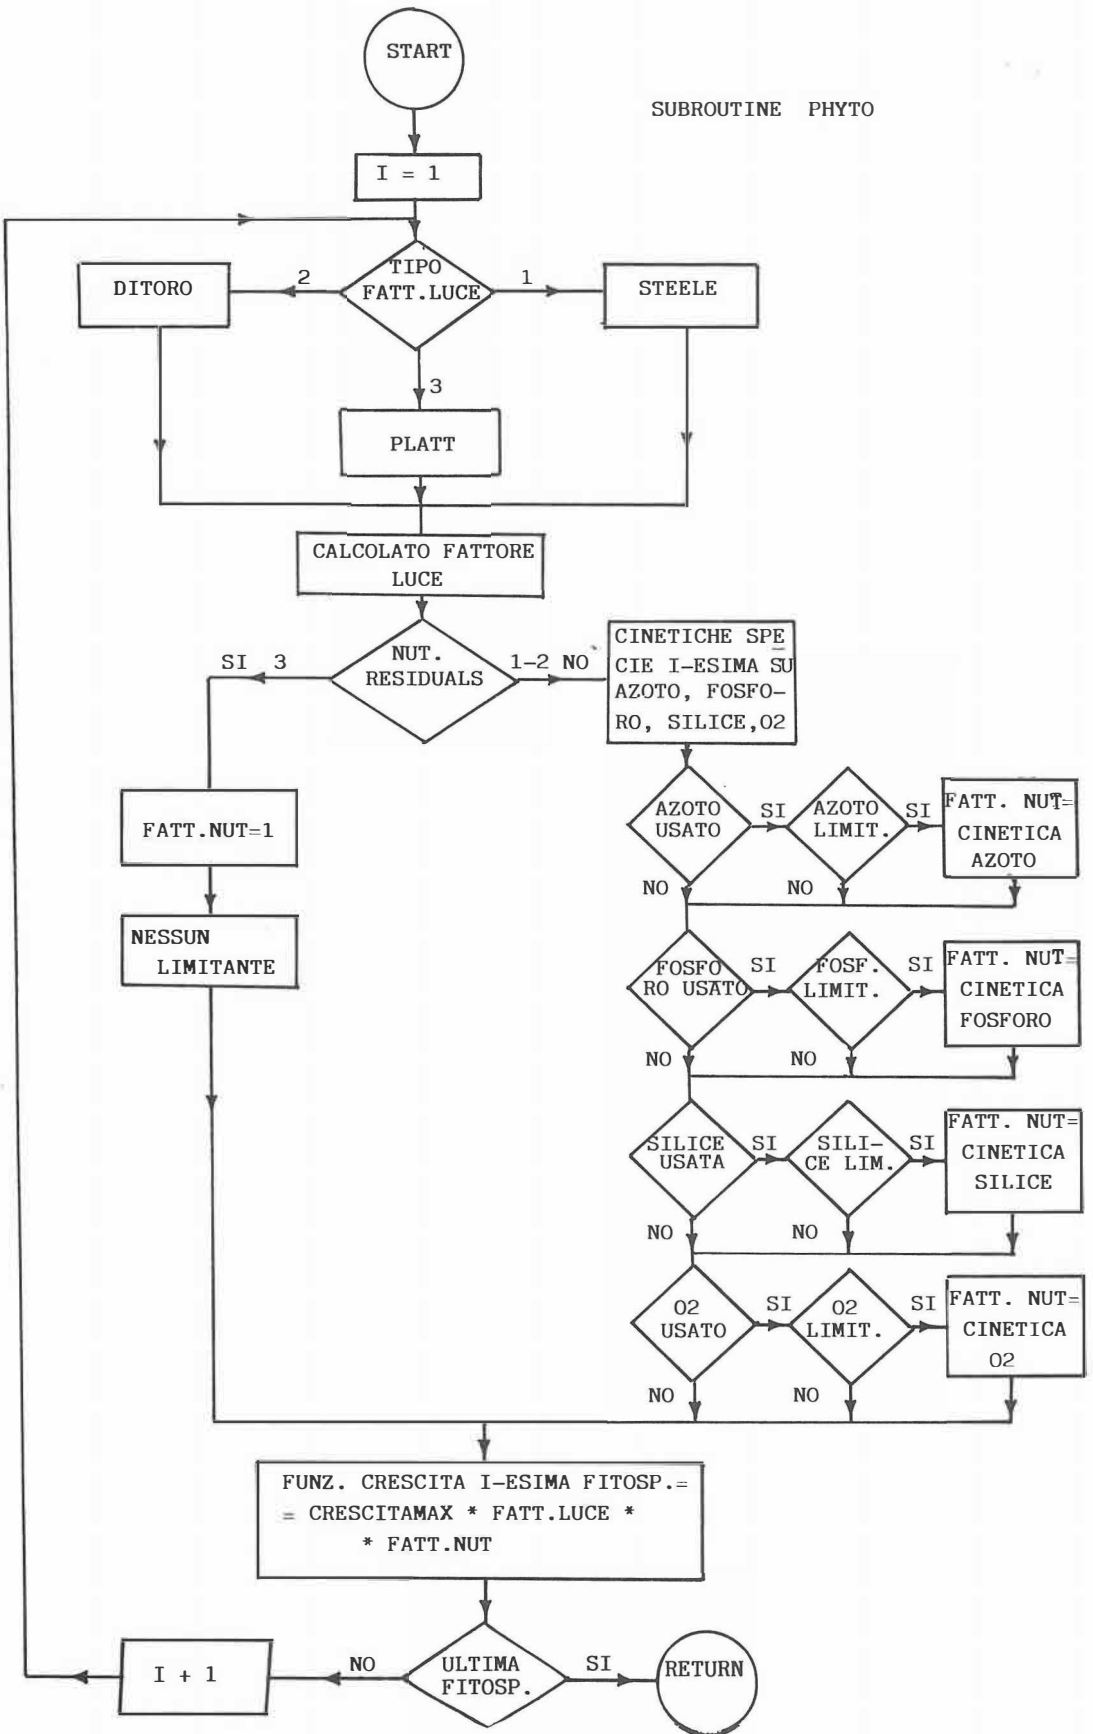 START
SUBROUTINE PHYTO
I = 1
TIPO
FATT.LUCE
2
1
DITORO
STEELE
3
PLATT
CALCOLATO FATTORE
LUCE
NUT.
RESIDUALS
SI 3
1-2 NO
CINETICHE SPE
CIE I-ESIMA SU
AZOTO, FOSFO-
RO, SILICE,O2
FATT.NUT=1
NESSUN
LIMITANTE
AZOTO
USATO
SI
AZOTO
LIMIT.
SI
FATT. NUT=
CINETICA
AZOTO
NO
NO
FOSFO
RO USATO
SI
FOSF.
LIMIT.
SI
FATT. NUT=
CINETICA
FOSFORO
NO
NO
SILICE
USATA
SI
SILI-
CE LIM.
SI
FATT. NUT=
CINETICA
SILICE
NO
NO
O2
USATO
SI
O2
LIMIT.
SI
FATT. NUT=
CINETICA
O2
NO
NO
FUNZ. CRESCITA I-ESIMA FITOSP.=
= CRESCITAMAX * FATT.LUCE *
* FATT.NUT
ULTIMA
FITOSP.
NO
SI
I + 1
RETURN